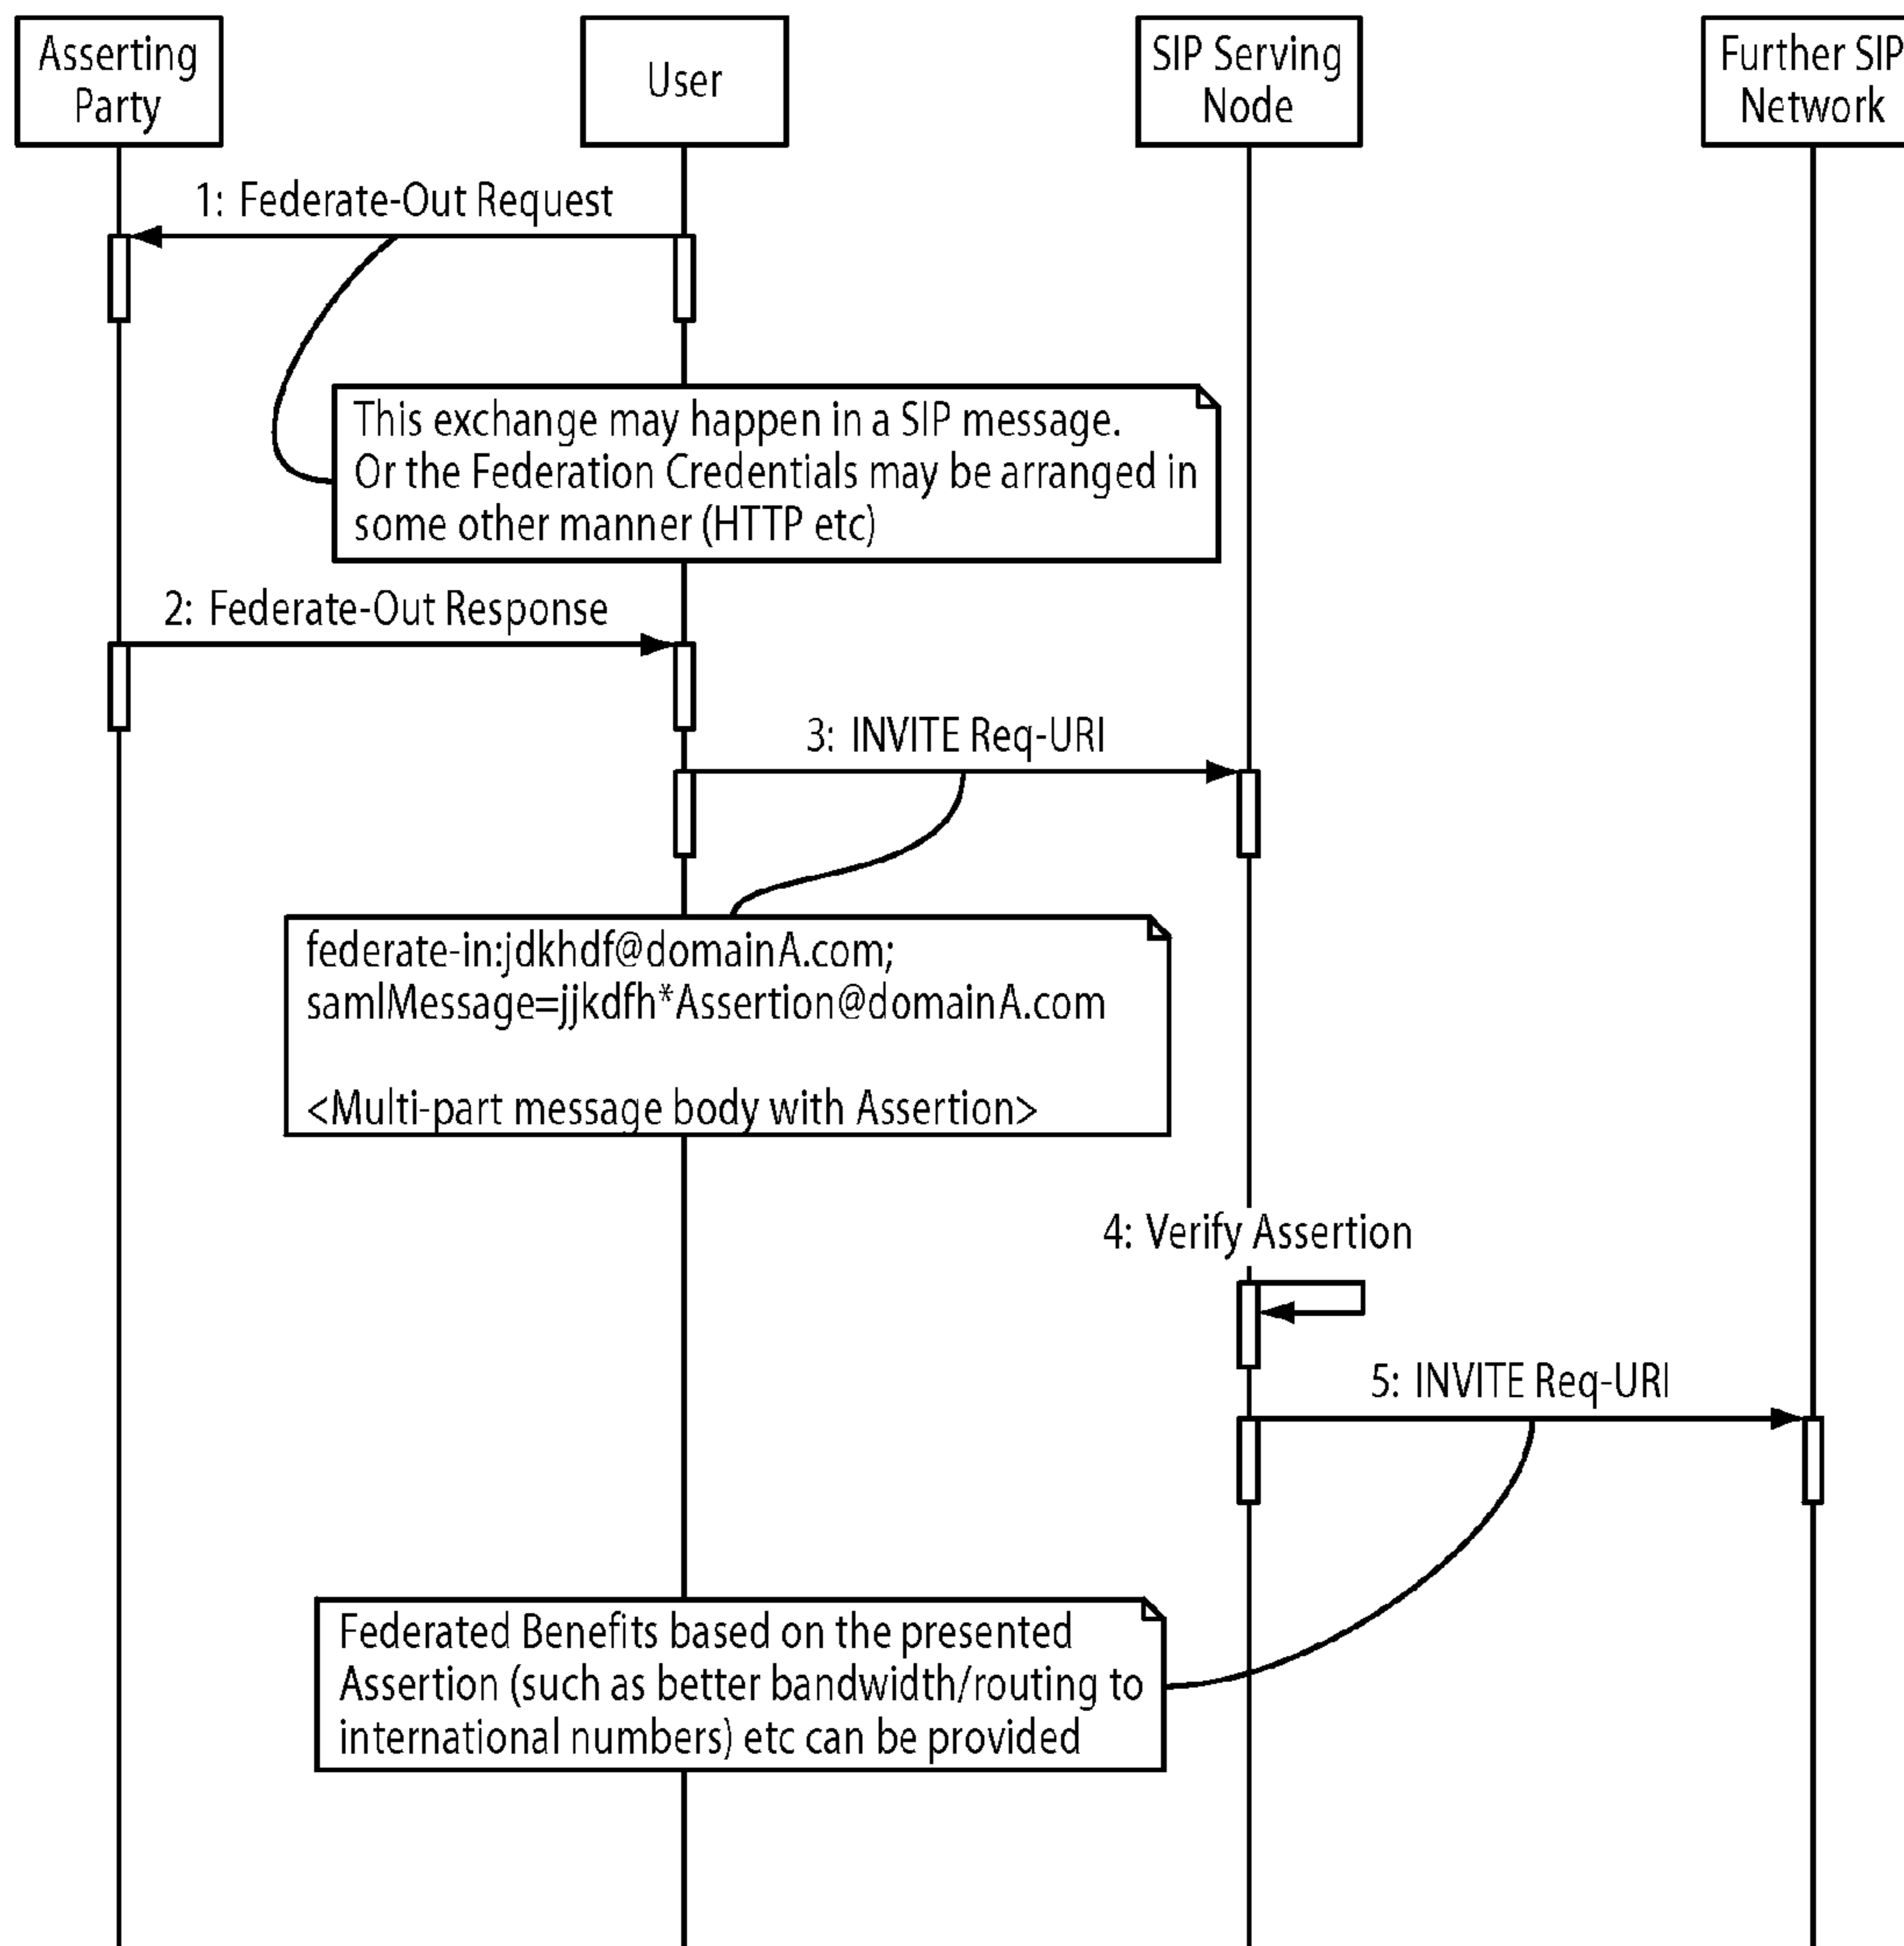 Asserting
Party
User
SIP Serving
Node
Further SIP
Network
1: Federate-Out Request
This exchange may happen in a SIP message.
Or the Federation Credentials may be arranged in
some other manner (HTTP etc)
2: Federate-Out Response
3: INVITE Req-URI
federate-in:jdkhdf@domainA.com;
samlMessage=jjkdfh*Assertion@domainA.com
<Multi-part message body with Assertion>
4: Verify Assertion
5: INVITE Req-URI
Federated Benefits based on the presented
Assertion (such as better bandwidth/routing to
international numbers) etc can be provided